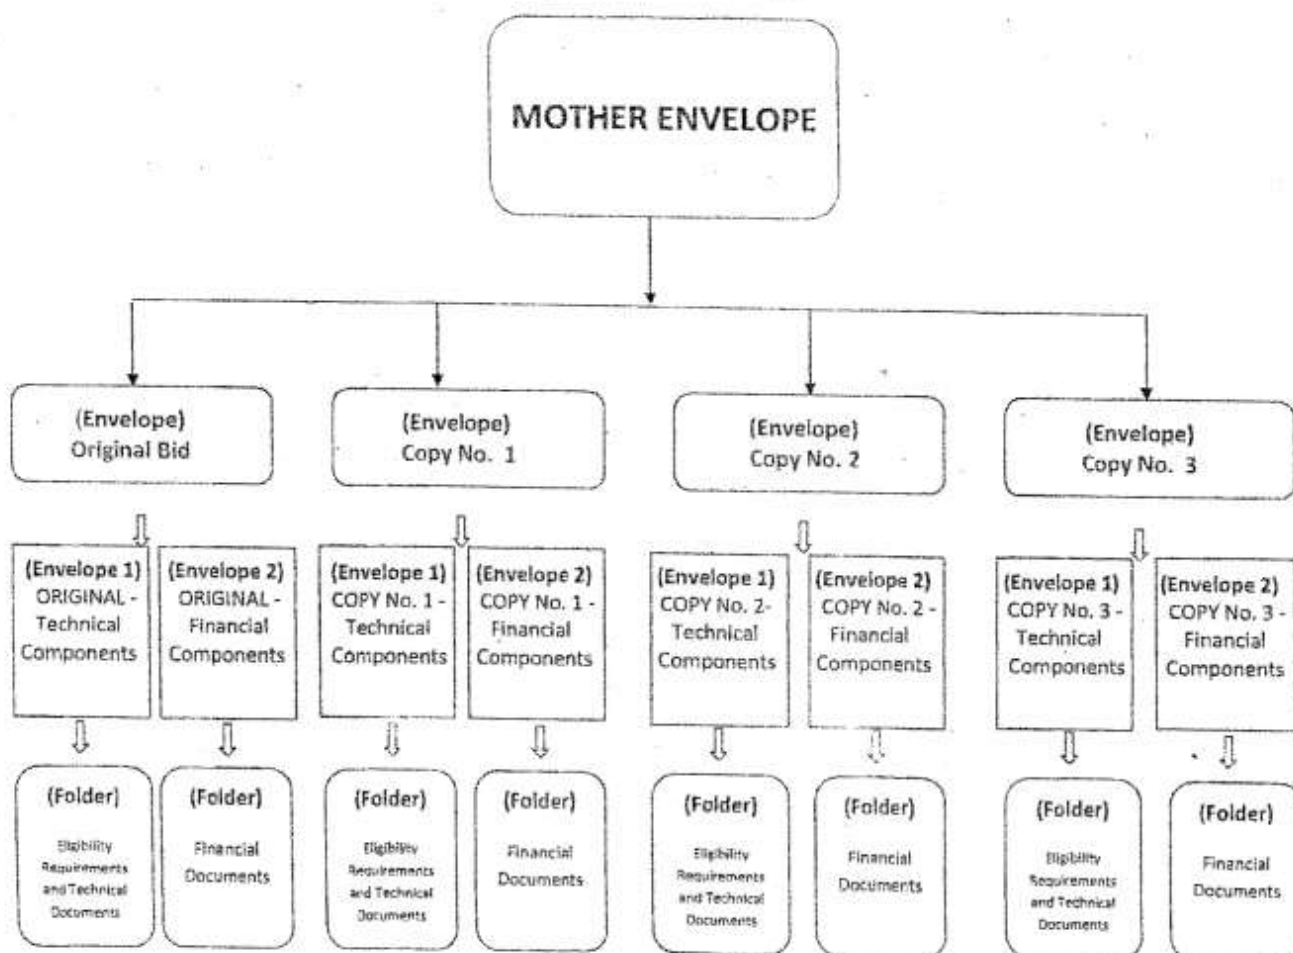 MOTHER ENVELOPE
(Envelope)
Original Bid
(Envelope)
Copy No. 1
(Envelope)
Copy No. 2
(Envelope)
Copy No. 3
(Envelope 1)
ORIGINAL -
Technical
Components
(Envelope 2)
ORIGINAL -
Financial
Components
(Envelope 1)
COPY No. 1 -
Technical
Components
(Envelope 2)
COPY No. 1 -
Financial
Components
(Envelope 1)
COPY No. 2-
Technical
Components
(Envelope 2)
COPY No. 2 -
Financial
Components
(Envelope 1)
COPY No. 3 -
Technical
Components
(Envelope 2)
COPY No. 3 -
Financial
Components
(Folder)
Eligibility
Requirements
and Technical
Documents
(Folder)
Financial
Documents
(Folder)
Eligibility
Requirements
and Technical
Documents
(Folder)
Financial
Documents
(Folder)
Eligibility
Requirements
and Technical
Documents
(Folder)
Financial
Documents
(Folder)
Eligibility
Requirements
and Technical
Documents
(Folder)
Financial
Documents